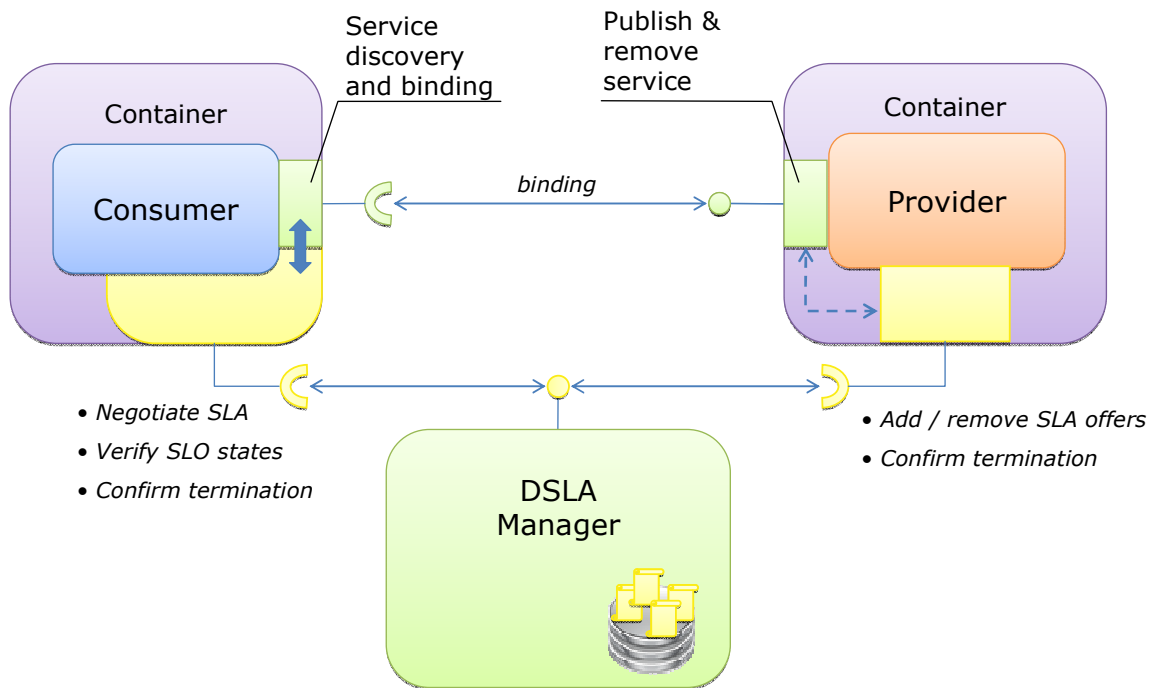 Service
discovery
and binding
Publish &
remove
service
Container
Container
Consumer
binding
Provider
• Negotiate SLA
• Verify SLO states
• Confirm termination
• Add / remove SLA offers
• Confirm termination
DSLA
Manager